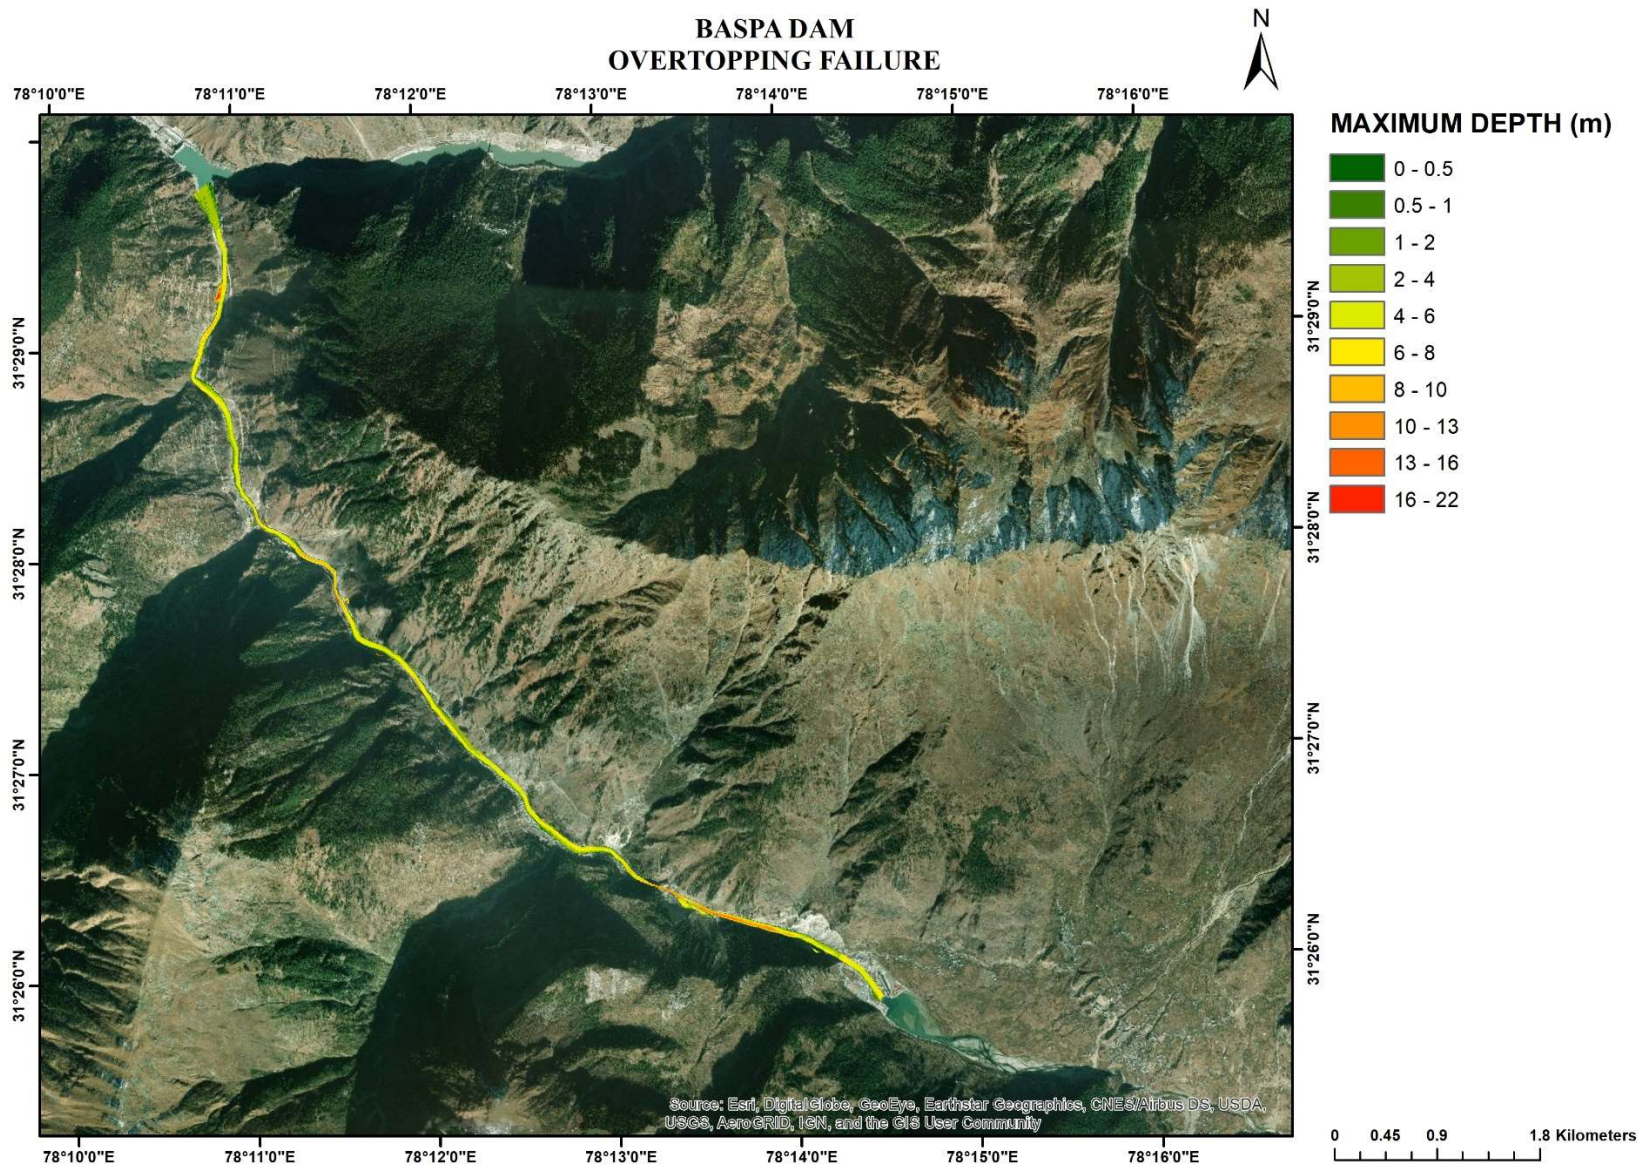 BASPA DAM
OVERTOPPING FAILURE
N
78°10'0"E 78°11'0"E 78°12'0"E 78°13'0"E 78°14'0"E 78°15'0"E 78°16'0"E
MAXIMUM DEPTH (m)
0 - 0.5
0.5 - 1
1 - 2
2 - 4
4 - 6
6 - 8
8 - 10
10 - 13
13 - 16
16 - 22
31°29'0"N
31°28'0"N
31°27'0"N
31°26'0"N
31°29'0"N
31°28'0"N
31°27'0"N
31°26'0"N
Source: Esri, DigitalGlobe, GeoEye, Earthstar Geographics, CNES/Airbus DS, USDA,
USGS, AeroGRID, IGN, and the GIS User Community
78°10'0"E 78°11'0"E 78°12'0"E 78°13'0"E 78°14'0"E 78°15'0"E 78°16'0"E
0 0.45 0.9 1.8 Kilometers